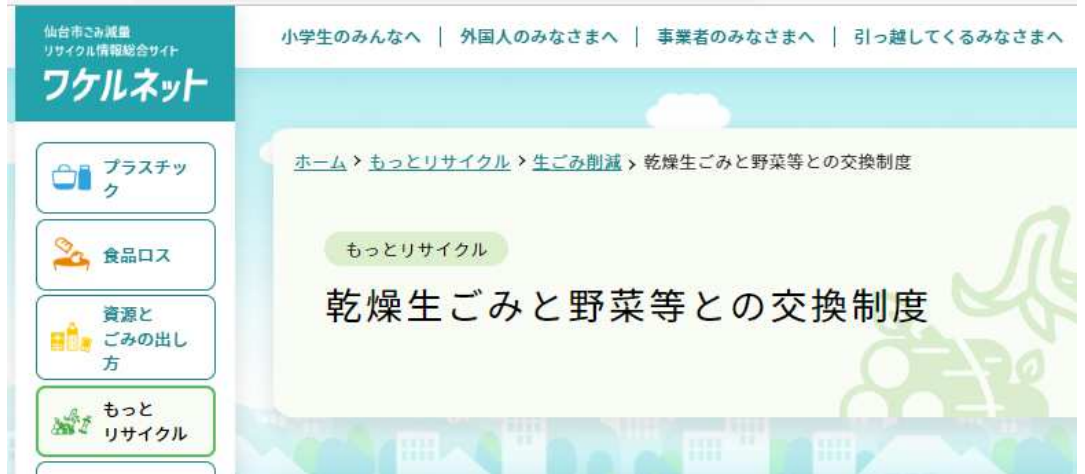 仙台市ごみ減量
リサイクル情報総合サイト
ワケルネット
小学生のみんなへ | 外国人のみなさまへ | 事業者のみなさまへ | 引っ越してくるみなさまへ
プラスチッ
ク
食品ロス
資源と
ごみの出し
方
もっと
リサイクル
ホーム > もっとリサイクル > 生ごみ削減 > 乾燥生ごみと野菜等との交換制度
もっとリサイクル
乾燥生ごみと野菜等との交換制度